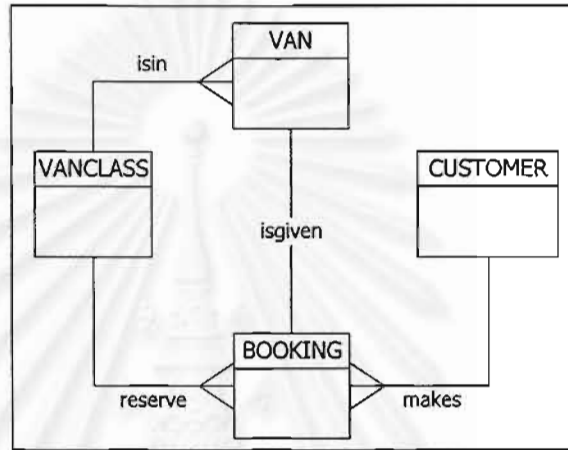 VAN
isin
VANCLASS
CUSTOMER
isgiven
BOOKING
reserve
makes